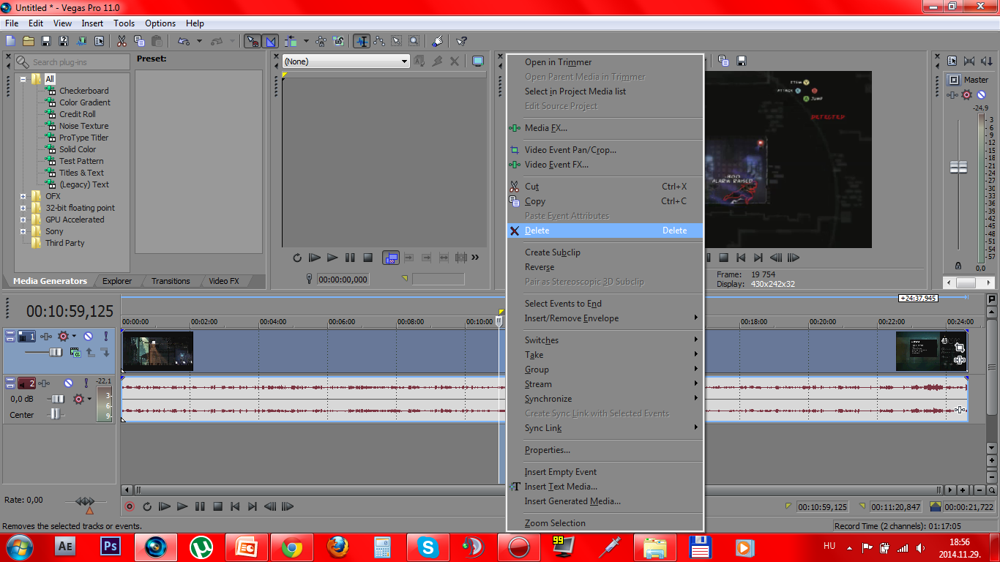 Untitled * - Vegas Pro 11.0
File Edit View Insert Tools Options Help
Search plug-ins
Preset:
All
Checkerboard
Color Gradient
Credit Roll
Noise Texture
ProType Titler
Solid Color
Test Pattern
Titles & Text
(Legacy) Text
OFX
32-bit floating point
GPU Accelerated
Sony
Third Party
Media Generators Explorer Transitions Video FX
(None)
00:00:00,000
Open in Trimmer
Open Parent Media in Trimmer
Select in Project Media list
Edit Source Project
Media FX...
Video Event Pan/Crop...
Video Event FX...
Cut Ctrl+X
Copy Ctrl+C
Paste Event Attributes
Delete Delete
Create Subclip
Reverse
Pair as Stereoscopic 3D Subclip
Select Events to End
Insert/Remove Envelope
Switches
Take
Group
Stream
Synchronize
Create Sync Link with Selected Events
Sync Link
Properties...
Insert Empty Event
Insert Text Media...
Insert Generated Media...
Zoom Selection
ITEM Y
ATTACK X B
A JUMP
DETECTED
-300
ALARM RAISED
Frame: 19 754
Display: 430x242x32
Master
-24,9
3
6
9
12
15
18
21
24
27
30
33
36
39
42
45
48
51
54
57
0,0
00:10:59,125
+24:37,945
00:00:00 00:02:00 00:04:00 00:06:00 00:08:00 00:10:00 00:18:00 00:20:00 00:22:00 00:24:00
1
2
-22,1
0,0 dB
Center
3
6
9
Rate: 0,00
00:10:59,125 00:11:20,847 00:00:21,722
Removes the selected tracks or events.
Record Time (2 channels): 01:17:05
Ae Ps 99
HU
18:56
2014.11.29.